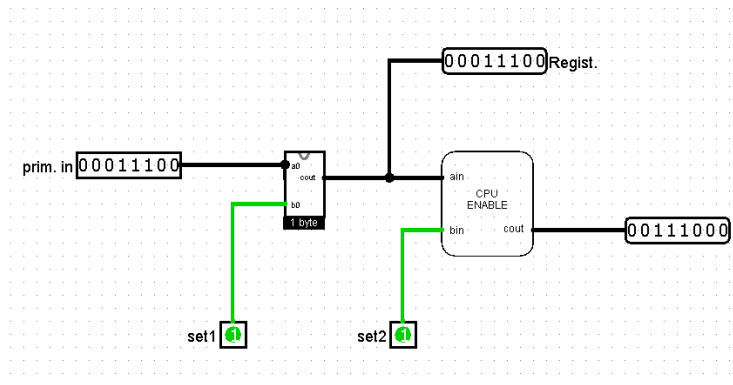 00011100 Regist.
prim. in 00011100
a0
cout
b0
1 byte
ain
CPU
ENABLE
bin
cout
00111000
set1 1
set2 1